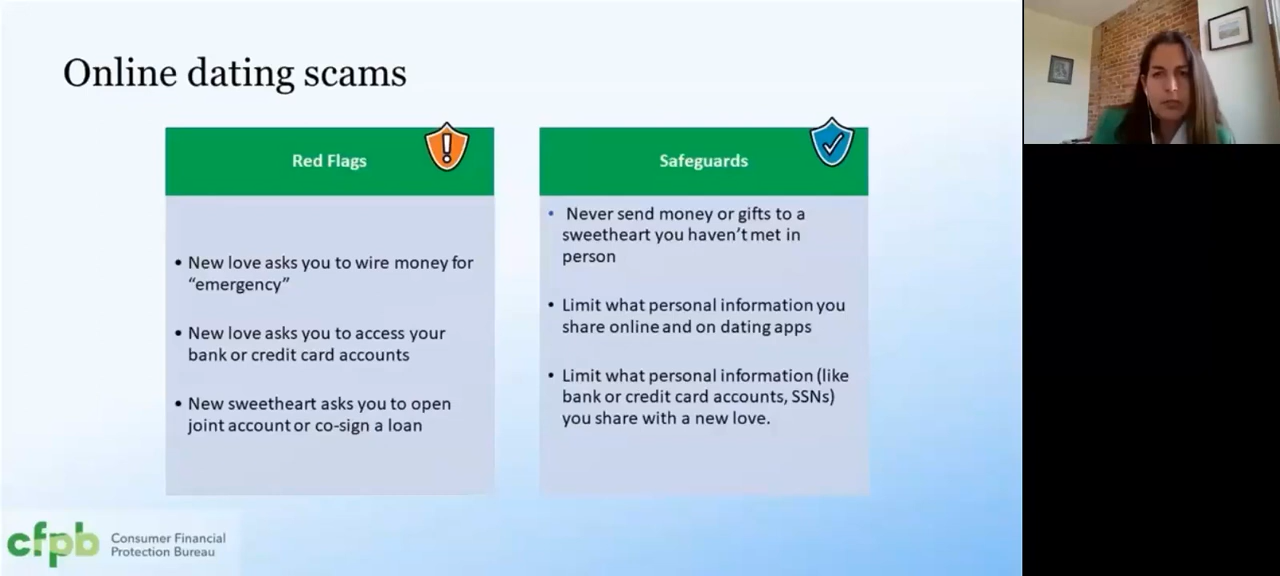 Online dating scams
Red Flags
• New love asks you to wire money for
“emergency”
• New love asks you to access your
bank or credit card accounts
• New sweetheart asks you to open
joint account or co-sign a loan
Safeguards
• Never send money or gifts to a
sweetheart you haven’t met in
person
• Limit what personal information you
share online and on dating apps
• Limit what personal information (like
bank or credit card accounts, SSNs)
you share with a new love.
cfpb
Consumer Financial
Protection Bureau